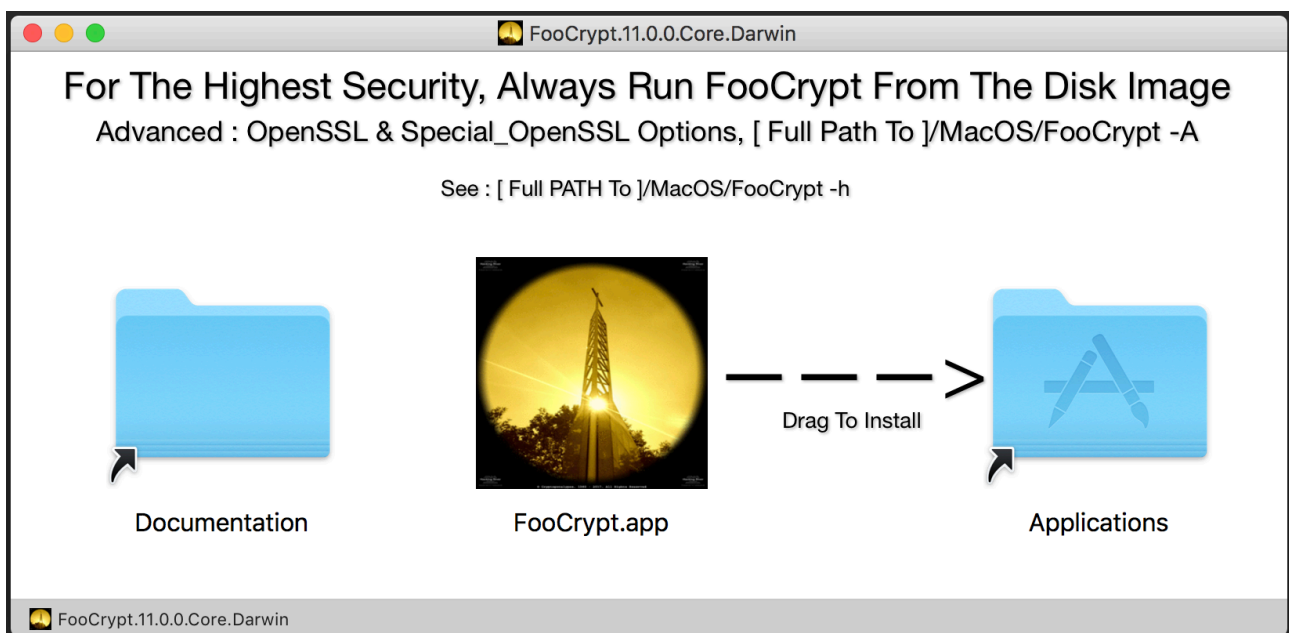 FooCrypt.11.0.0.Core.Darwin
For The Highest Security, Always Run FooCrypt From The Disk Image
Advanced : OpenSSL & Special_OpenSSL Options, [ Full Path To ]/MacOS/FooCrypt -A
See : [ Full PATH To ]/MacOS/FooCrypt -h
Drag To Install
Documentation
FooCrypt.app
Applications
FooCrypt.11.0.0.Core.Darwin